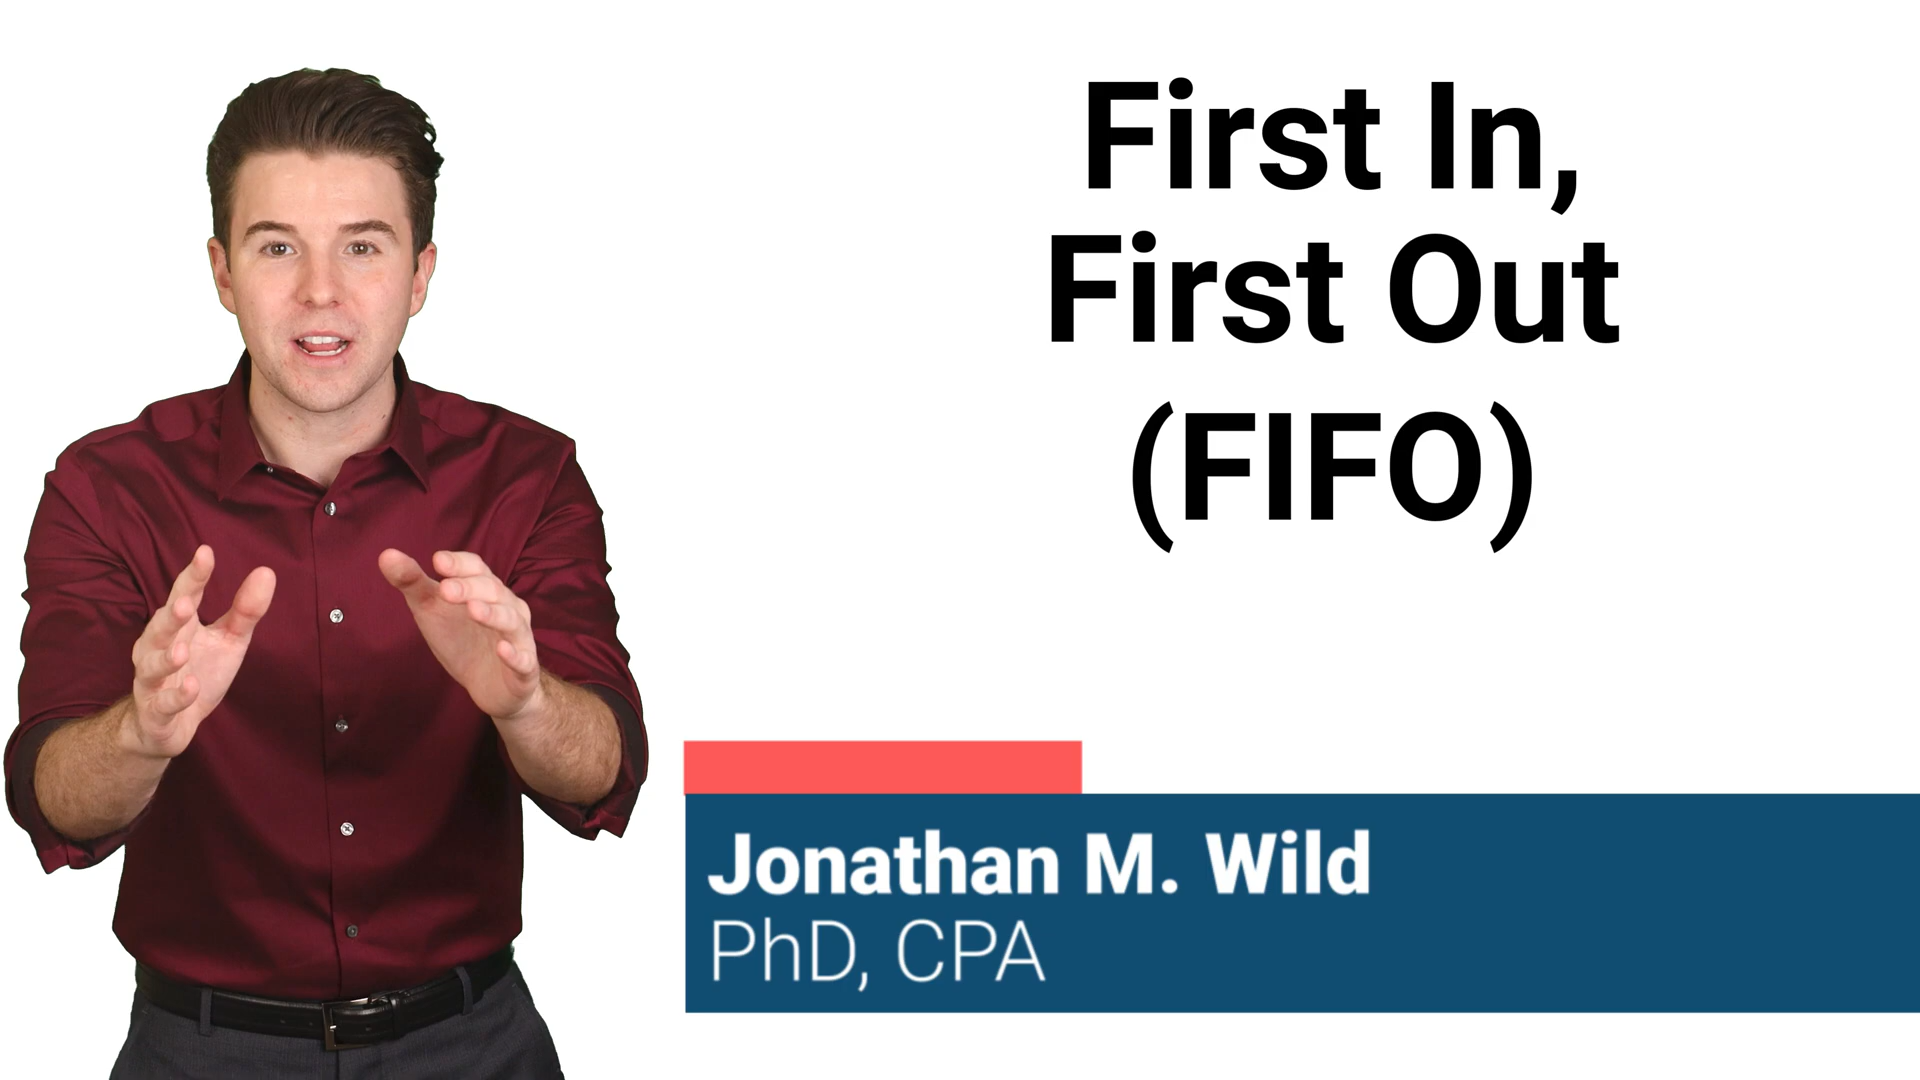 First In,
First Out
(FIFO)
Jonathan M. Wild
PhD, CPA